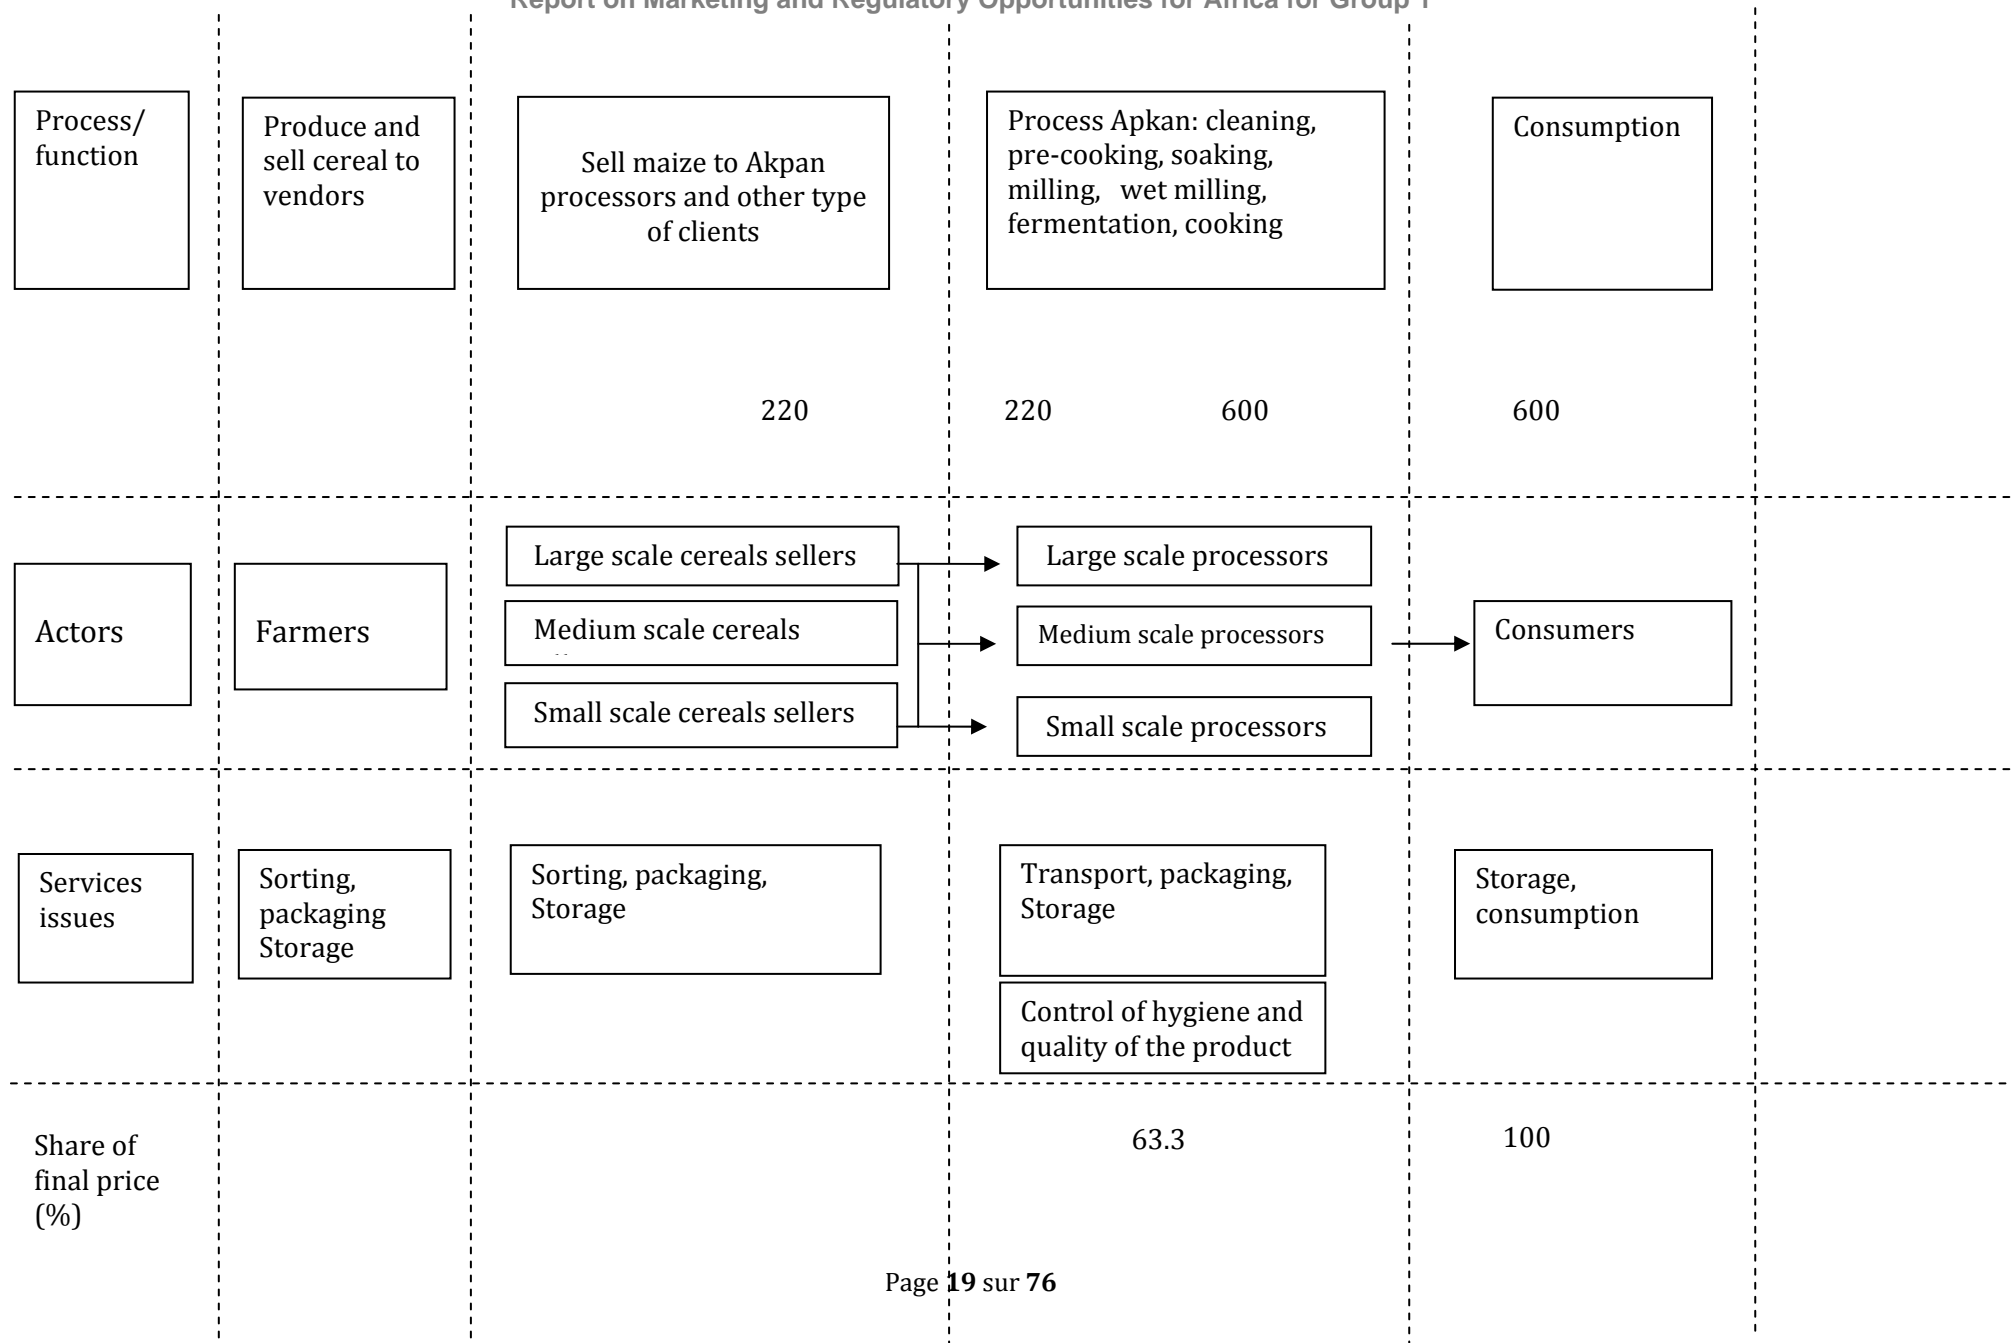 Report on Marketing and Regulatory Opportunities for Africa for Group 1
Process/
function
Produce and
sell cereal to
vendors
Sell maize to Akpan
processors and other type
of clients
Process Apkan: cleaning,
pre-cooking, soaking,
milling, wet milling,
fermentation, cooking
Consumption
220
220
600
600
Actors
Farmers
Large scale cereals sellers
Medium scale cereals
Small scale cereals sellers
Large scale processors
Medium scale processors
Small scale processors
Consumers
Services
issues
Sorting,
packaging
Storage
Sorting, packaging,
Storage
Transport, packaging,
Storage
Control of hygiene and
quality of the product
Storage,
consumption
Share of
final price
(%)
63.3
100
Page 19 sur 76